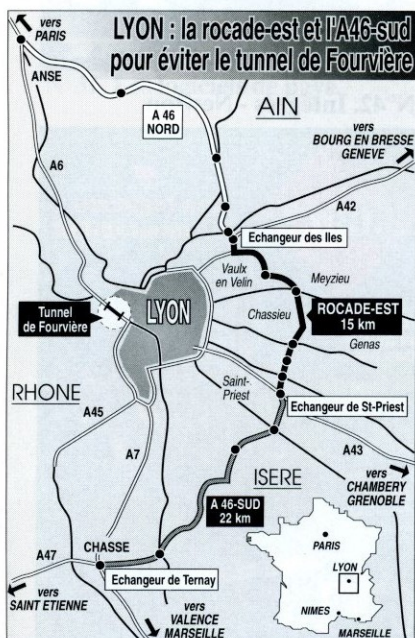 LYON : la rocade-est et l'A46-sud
pour éviter le tunnel de Fourvière
vers
PARIS
ANSE
A 46
NORD
AIN
vers
BOURG EN BRESSE
GENEVE
A6
A42
Echangeur des Iles
Vaulx
en Velin
Meyzieu
Tunnel
de Fourvière
LYON
Chassieu
ROCADE-EST
15 km
Genas
RHONE
Saint-
Priest
A45
Echangeur de St-Priest
A7
A43
ISERE
vers
CHAMBERY
GRENOBLE
A 46-SUD
22 km
PARIS
A47
CHASSE
LYON
Echangeur de Ternay
vers
SAINT ETIENNE
vers
VALENCE
MARSEILLE
NIMES
MARSEILLE